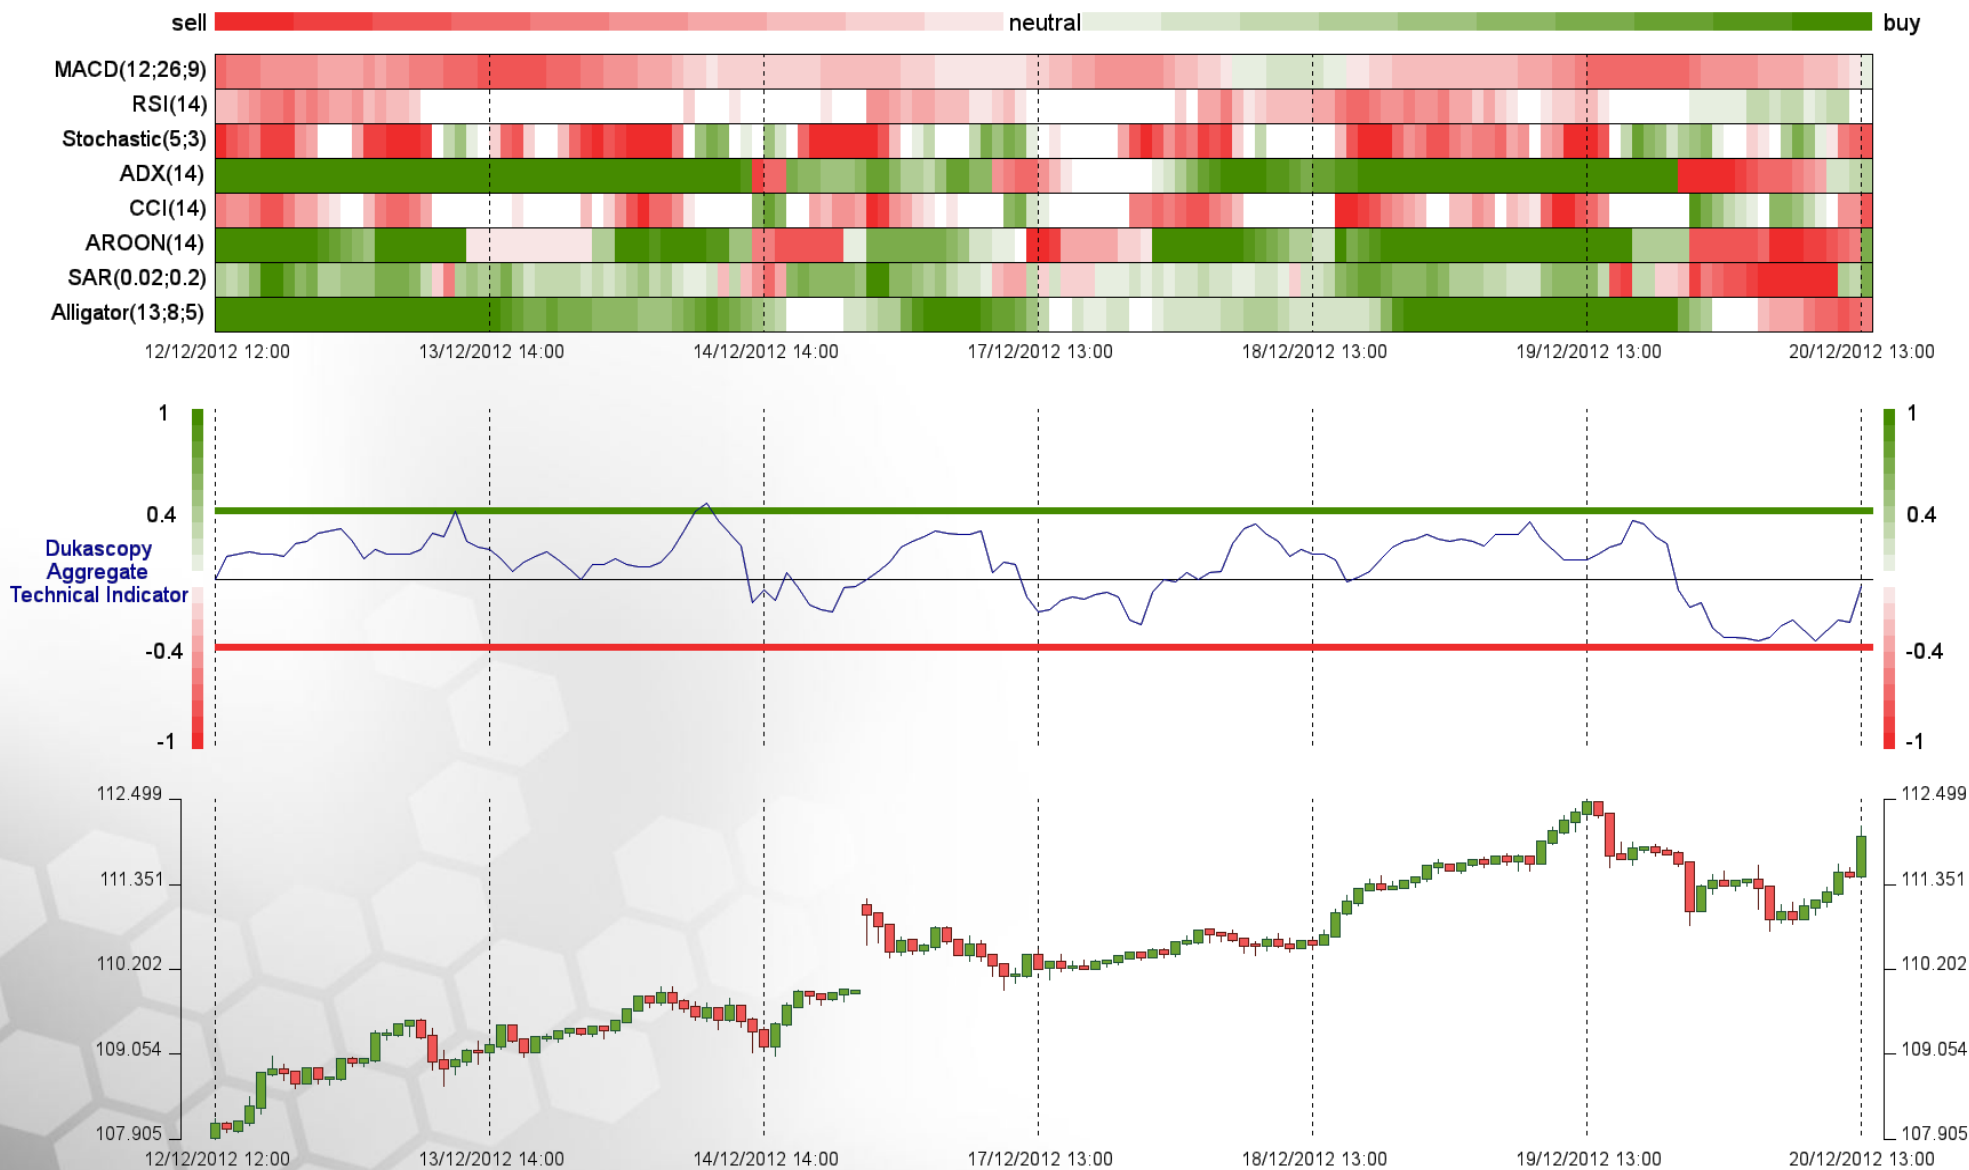 sell neutral buy
MACD(12;26;9)
RSI(14)
Stochastic(5;3)
ADX(14)
CCI(14)
AROON(14)
SAR(0.02;0.2)
Alligator(13;8;5)
12/12/2012 12:00 13/12/2012 14:00 14/12/2012 14:00 17/12/2012 13:00 18/12/2012 13:00 19/12/2012 13:00 20/12/2012 13:00
1 1
0.4 0.4
Dukascopy
Aggregate
Technical Indicator
-0.4 -0.4
-1 -1
112.499 112.499
111.351 111.351
110.202 110.202
109.054 109.054
107.905 107.905
12/12/2012 12:00 13/12/2012 14:00 14/12/2012 14:00 17/12/2012 13:00 18/12/2012 13:00 19/12/2012 13:00 20/12/2012 13:00